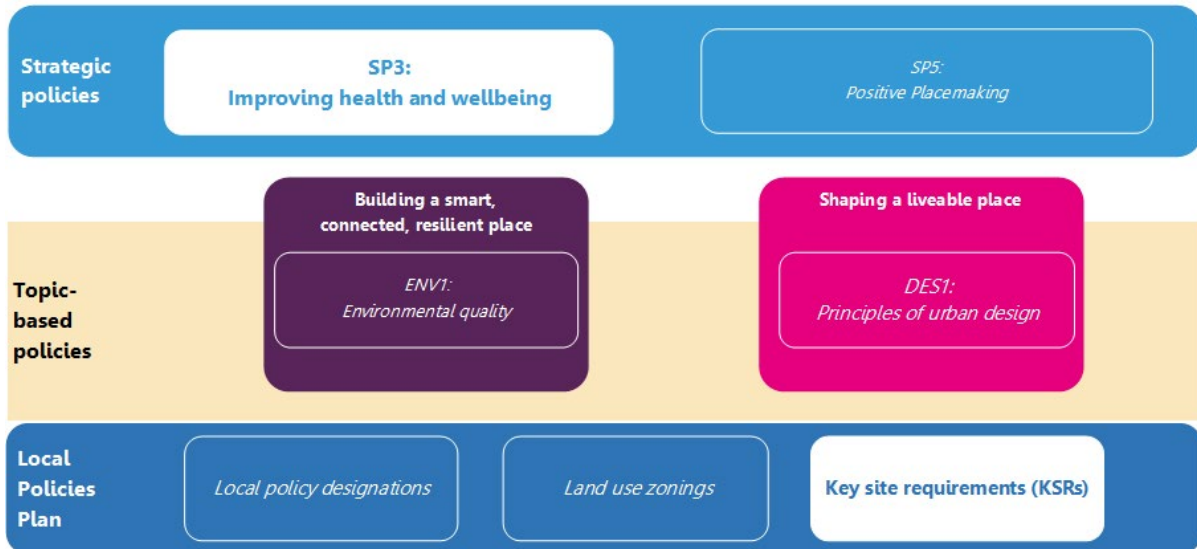 Strategic
policies
SP3:
Improving health and wellbeing
SP5:
Positive Placemaking
Building a smart,
connected, resilient place
Shaping a liveable place
Topic-
based
policies
ENV1:
Environmental quality
DES1:
Principles of urban design
Local
Policies
Plan
Local policy designations
Land use zonings
Key site requirements (KSRs)